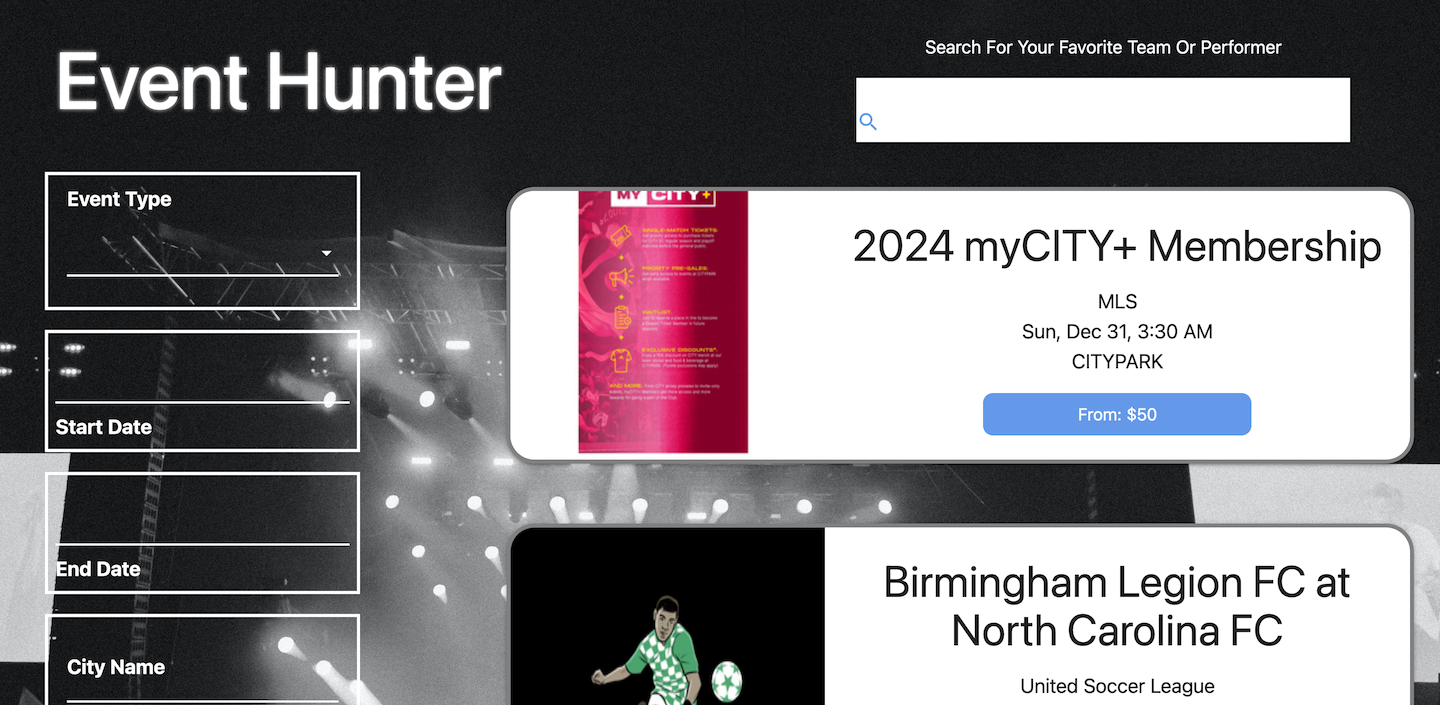 Event Hunter
Search For Your Favorite Team Or Performer
Event Type
Start Date
End Date
City Name
MY CITY+
SINGLE-MATCH TICKETS:
PRIORITY PRE-SALES:
WAITLIST:
EXCLUSIVE DISCOUNTS*:
AND MORE:
2024 myCITY+ Membership
MLS
Sun, Dec 31, 3:30 AM
CITYPARK
From: $50
Birmingham Legion FC at
North Carolina FC
United Soccer League